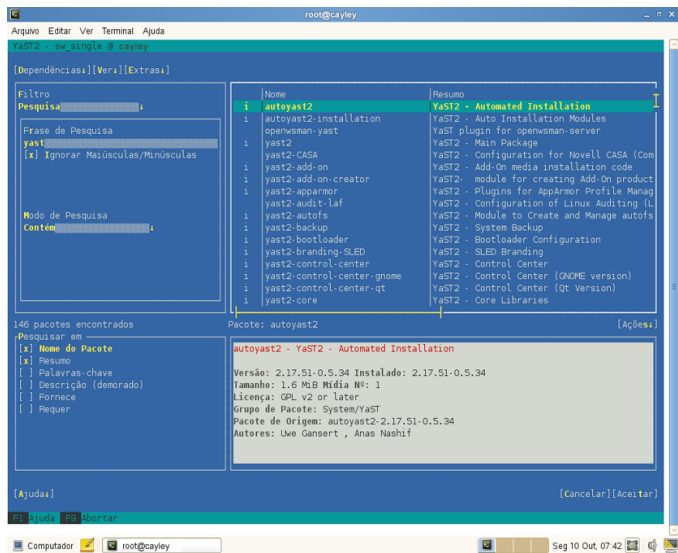 root@cayley
Arquivo Editar Ver Terminal Ajuda
YaST2 - sw_single @ cayley
[Dependências↓][Ver↓][Extras↓]
Filtro
Pesquisa ↓
Frase de Pesquisa
yast
[x] Ignorar Maiúsculas/Minúsculas
Modo de Pesquisa
Contém ↓
Nome Resumo
i autoyast2 YaST2 - Automated Installation
i autoyast2-installation YaST2 - Auto Installation Modules
openwsman-yast YaST plugin for openwsman-server
i yast2 YaST2 - Main Package
yast2-CASA YaST2 - Configuration for Novell CASA (Com
i yast2-add-on YaST2 - Add-On media installation code
i yast2-add-on-creator YaST2- module for creating Add-On product
i yast2-apparmor YaST2 - Plugins for AppArmor Profile Manag
yast2-audit-laf YaST2 - Configuration of Linux Auditing (L
i yast2-autofs YaST2 - Module to Create and Manage autofs
i yast2-backup YaST2 - System Backup
i yast2-bootloader YaST2 - Bootloader Configuration
i yast2-branding-SLED YaST2 - SLED Branding
i yast2-control-center YaST2 - Control Center
i yast2-control-center-gnome YaST2 - Control Center (GNOME version)
i yast2-control-center-qt YaST2 - Control Center (Qt Version)
i yast2-core YaST2 - Core Libraries
146 pacotes encontrados
Pacote: autoyast2 [Ações↓]
Pesquisar em
[x] Nome do Pacote
[x] Resumo
[ ] Palavras-chave
[ ] Descrição (demorado)
[ ] Fornece
[ ] Requer
autoyast2 - YaST2 - Automated Installation
Versão: 2.17.51-0.5.34 Instalado: 2.17.51-0.5.34
Tamanho: 1.6 MiB Mídia Nº: 1
Licença: GPL v2 or later
Grupo de Pacote: System/YaST
Pacote de Origem: autoyast2-2.17.51-0.5.34
Autores: Uwe Gansert , Anas Nashif
[Ajuda↓] [Cancelar][Aceitar]
F1 Ajuda F9 Abortar
Computador root@cayley Seg 10 Out, 07:42